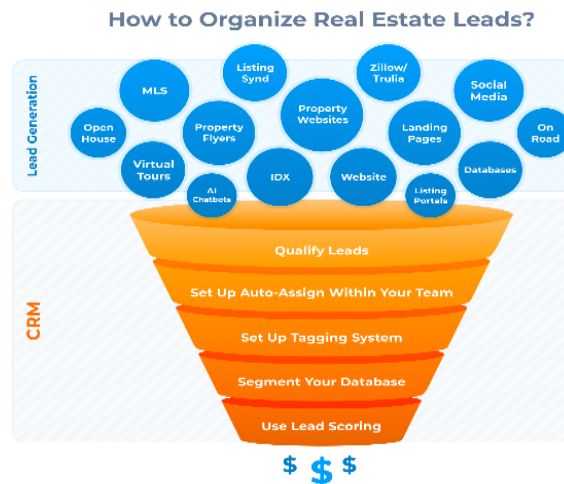 How to Organize Real Estate Leads?
Lead Generation
Listing
Synd
Zillow/
Trulia
MLS
Social
Media
Property
Websites
Open
House
Property
Flyers
Landing
Pages
On
Road
Virtual
Tours
IDX
Website
Databases
AI
Chatbots
Listing
Portals
CRM
Qualify Leads
Set Up Auto-Assign Within Your Team
Set Up Tagging System
Segment Your Database
Use Lead Scoring
$ $ $